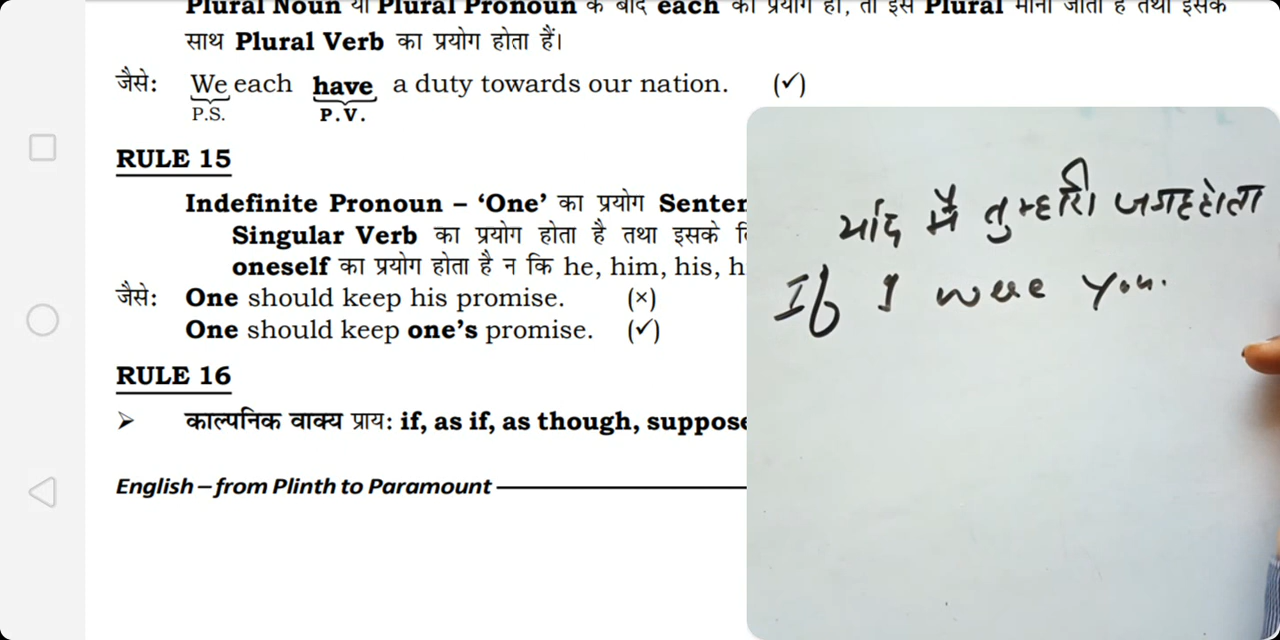 Plural Noun या Plural Pronoun के बाद each का प्रयोग हो, तो इसे Plural माना जाता है तथा इसके
साथ Plural Verb का प्रयोग होता हैं।
जैसे: We each have a duty towards our nation. (✓)
P.S. P.V.
RULE 15
Indefinite Pronoun – ‘One’ का प्रयोग Senten
Singular Verb का प्रयोग होता है तथा इसके
oneself का प्रयोग होता है न कि he, him, his, h
जैसे: One should keep his promise. (×)
One should keep one’s promise. (✓)
RULE 16
➢ काल्पनिक वाक्य प्राय: if, as if, as though, suppose
English – from Plinth to Paramount
यदि मैं तुम्हारी जगह होता
If I were you.